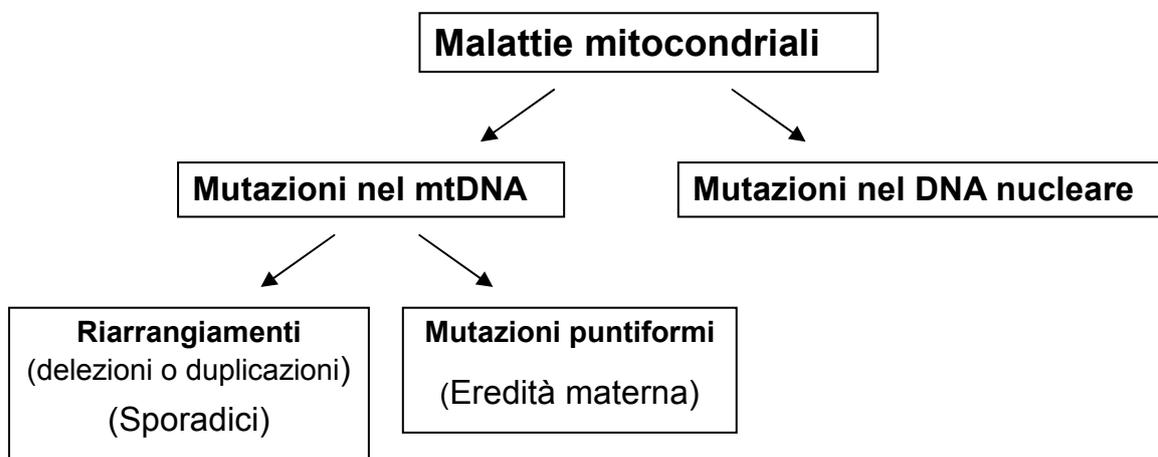 Malattie mitocondriali
Mutazioni nel mtDNA
Mutazioni nel DNA nucleare
Riarrangiamenti
(delezioni o duplicazioni)
(Sporadici)
Mutazioni puntiformi
(Eredità materna)